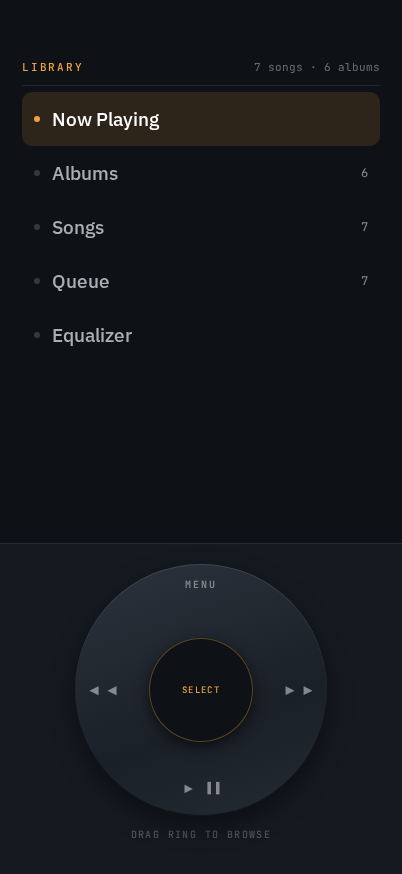 LIBRARY 7 songs · 6 albums
Now Playing
Albums 6
Songs 7
Queue 7
Equalizer
MENU
SELECT
DRAG RING TO BROWSE